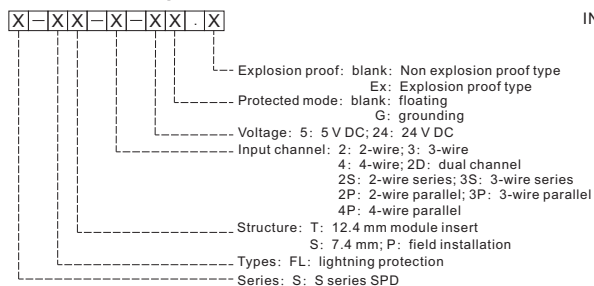 X-XX-X-XX.X
IN
Explosion proof: blank: Non explosion proof type
Ex: Explosion proof type
Protected mode: blank: floating
G: grounding
Voltage: 5: 5 V DC; 24: 24 V DC
Input channel: 2: 2-wire; 3: 3-wire
4: 4-wire; 2D: dual channel
2S: 2-wire series; 3S: 3-wire series
2P: 2-wire parallel; 3P: 3-wire parallel
4P: 4-wire parallel
Structure: T: 12.4 mm module insert
S: 7.4 mm; P: field installation
Types: FL: lightning protection
Series: S: S series SPD